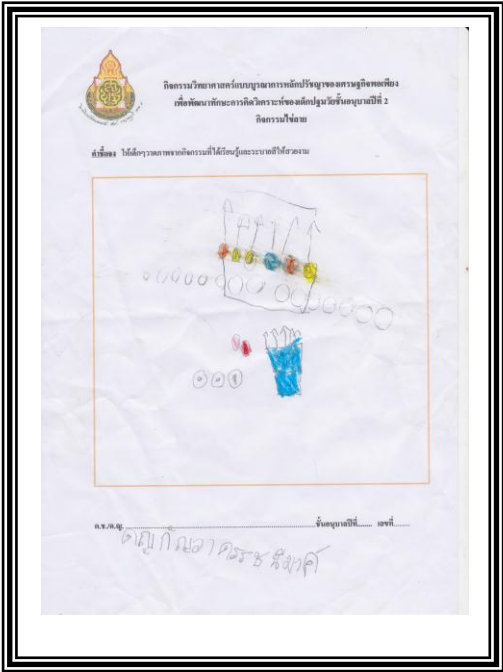 กิจกรรมวิทยาศาสตร์แบบบูรณาการหลักปรัชญาของเศรษฐกิจพอเพียง
เพื่อพัฒนาทักษะการคิดวิเคราะห์ของเด็กปฐมวัยชั้นอนุบาลปีที่ 2
กิจกรรมไข่ลาย
คำชี้แจง ให้เด็กๆวาดภาพจากกิจกรรมที่ได้เรียนรู้และระบายสีให้สวยงาม
ด.ช./ด.ญ. ........ชั้นอนุบาลปีที่....... เลขที่.......